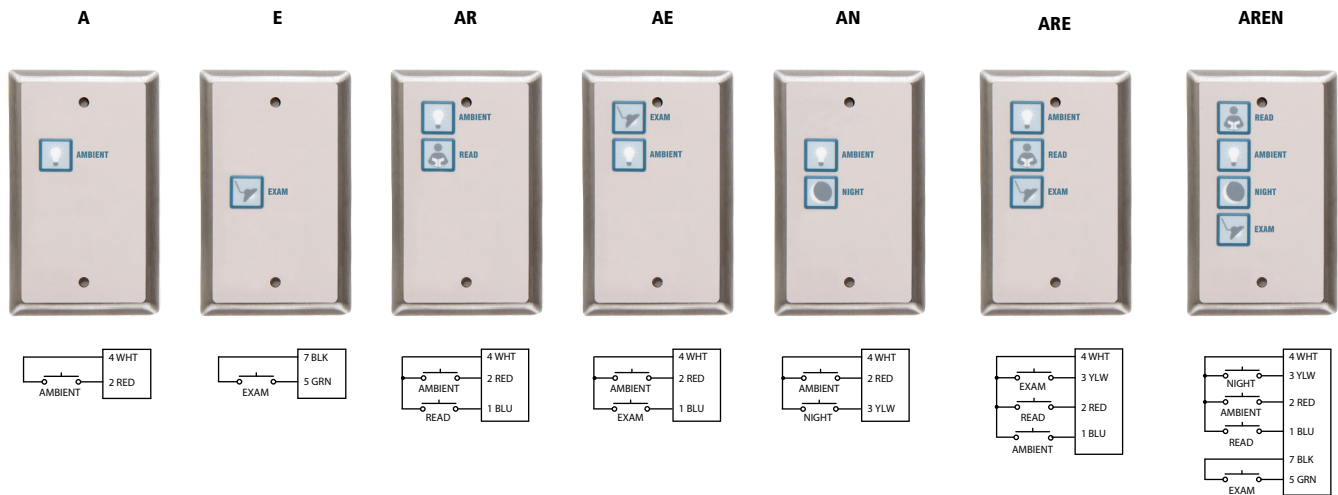 A
E
AR
AE
AN
ARE
AREN
AMBIENT
EXAM
AMBIENT
READ
EXAM
AMBIENT
AMBIENT
NIGHT
AMBIENT
READ
EXAM
READ
AMBIENT
NIGHT
EXAM
4 WHT
2 RED
AMBIENT
7 BLK
5 GRN
EXAM
4 WHT
2 RED
AMBIENT
1 BLU
READ
4 WHT
2 RED
AMBIENT
1 BLU
EXAM
4 WHT
2 RED
AMBIENT
3 YLW
NIGHT
4 WHT
3 YLW
EXAM
2 RED
READ
1 BLU
AMBIENT
4 WHT
3 YLW
NIGHT
2 RED
AMBIENT
1 BLU
READ
7 BLK
5 GRN
EXAM